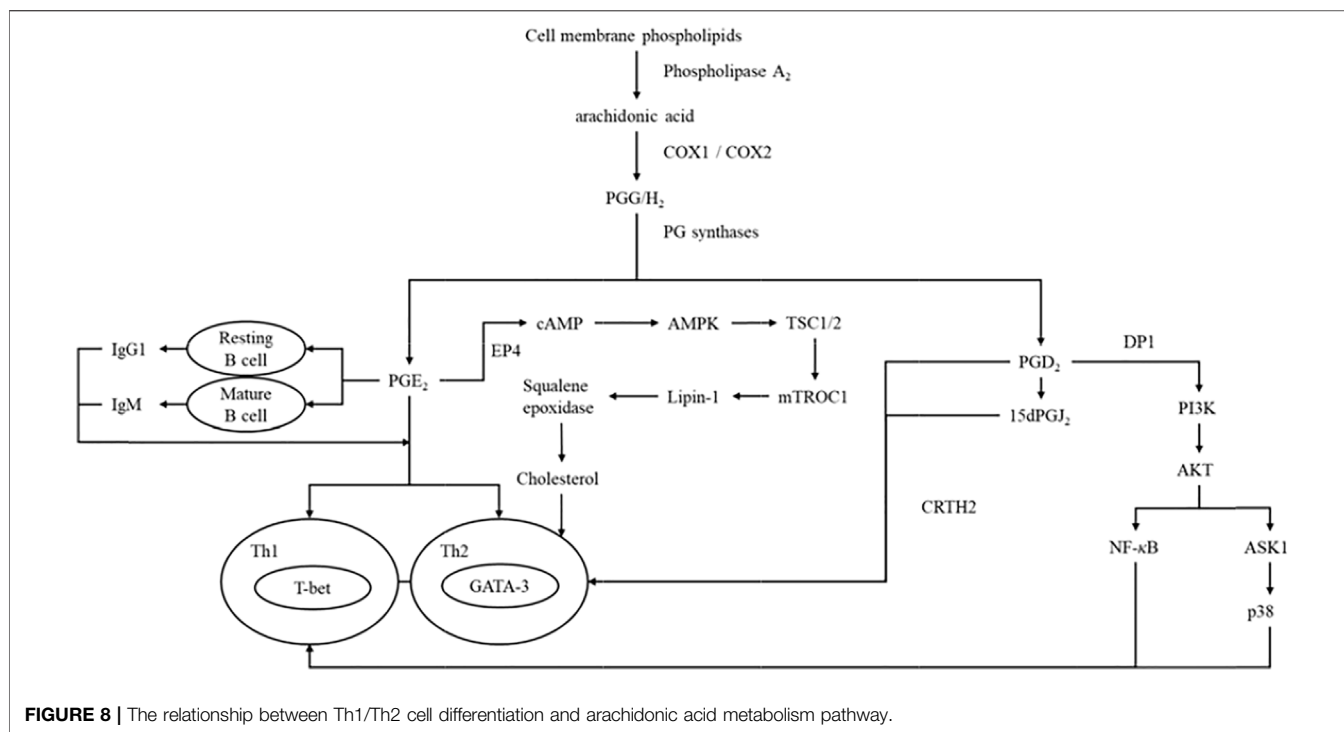 Cell membrane phospholipids
Phospholipase A₂
arachidonic acid
COX1 / COX2
PGG/H₂
PG synthases
cAMP
AMPK
TSC1/2
EP4
DP1
Resting
B cell
IgG1
PGE₂
PGD₂
Squalene
epoxidase
Lipin-1
mTROC1
Mature
B cell
IgM
15dPGJ₂
PI3K
AKT
Cholesterol
CRTH2
NF-κB
ASK1
Th1
T-bet
Th2
GATA-3
p38
FIGURE 8 | The relationship between Th1/Th2 cell differentiation and arachidonic acid metabolism pathway.